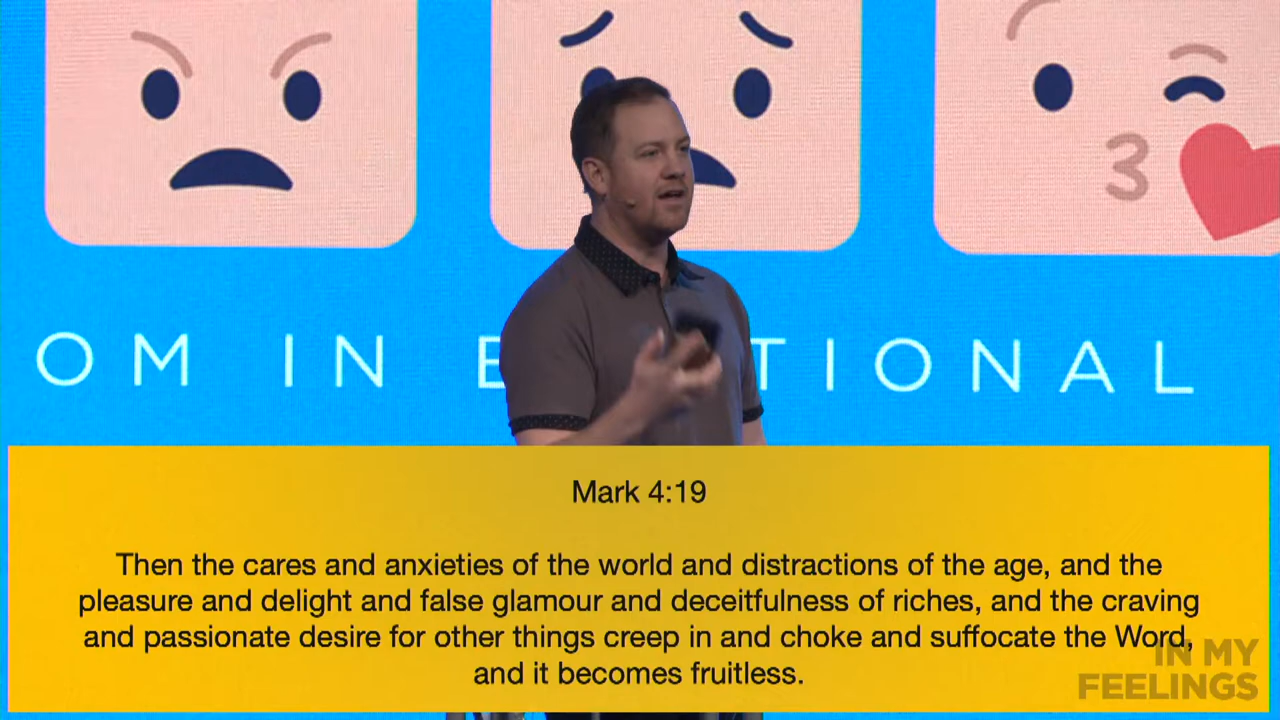 OM IN E TIONAL
Mark 4:19
Then the cares and anxieties of the world and distractions of the age, and the
pleasure and delight and false glamour and deceitfulness of riches, and the craving
and passionate desire for other things creep in and choke and suffocate the Word,
and it becomes fruitless.
IN MY
FEELINGS